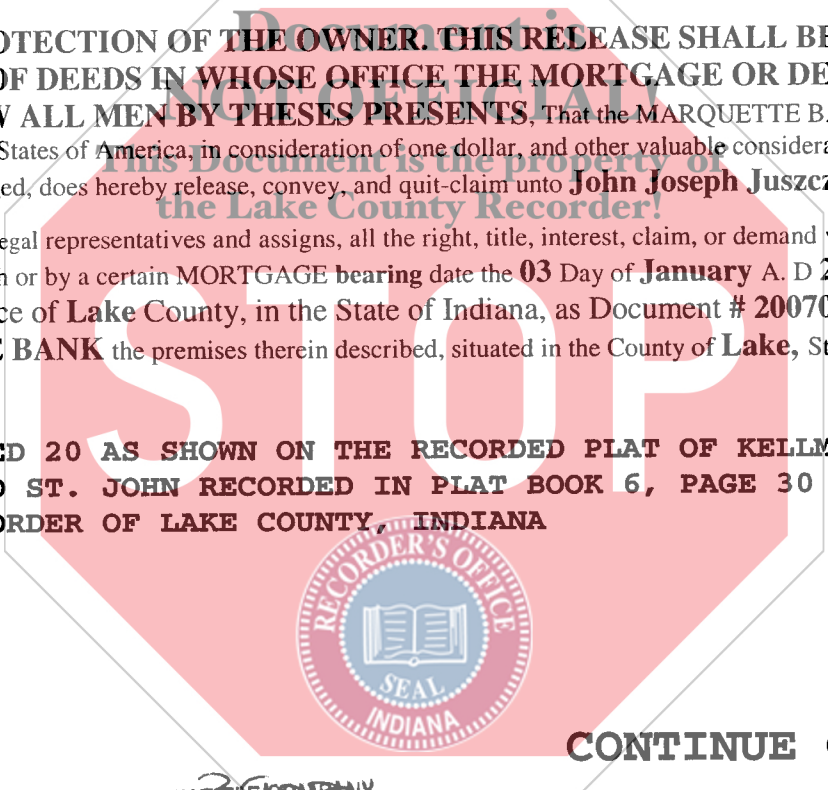 OTECTION OF THE OWNER. THIS RELEASE SHALL BE
OF DEEDS IN WHOSE OFFICE THE MORTGAGE OR DE
W ALL MEN BY THESES PRESENTS, That the MARQUETTE B
States of America, in consideration of one dollar, and other valuable considera
ed, does hereby release, convey, and quit-claim unto John Joseph Juszcz
egal representatives and assigns, all the right, title, interest, claim, or demand
n or by a certain MORTGAGE bearing date the 03 Day of January A. D 2
ce of Lake County, in the State of Indiana, as Document # 20070
E BANK the premises therein described, situated in the County of Lake, St
ED 20 AS SHOWN ON THE RECORDED PLAT OF KELLM
ST. JOHN RECORDED IN PLAT BOOK 6, PAGE 30
ORDER OF LAKE COUNTY, INDIANA
CONTINUE
Document is
NOT OFFICIAL!
This Document is the property of
the Lake County Recorder!
STOP
RECORDER'S OFFICE
SEAL
INDIANA